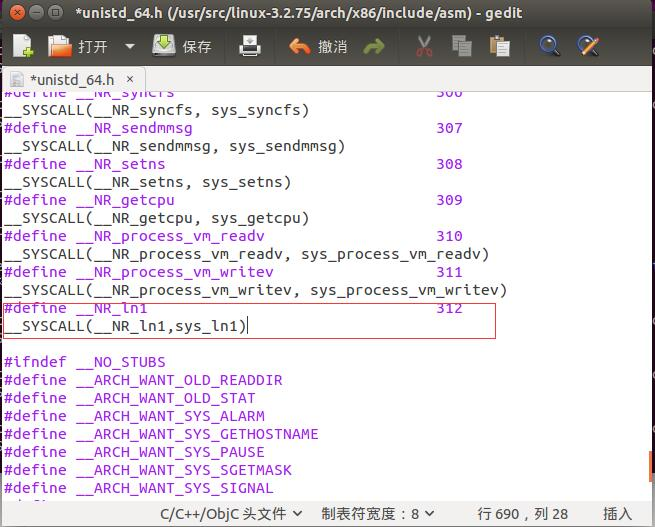 *unistd_64.h (/usr/src/linux-3.2.75/arch/x86/include/asm) - gedit
打开 保存 撤消
*unistd_64.h ×
#define __NR_syncfs 306
__SYSCALL(__NR_syncfs, sys_syncfs)
#define __NR_sendmmsg 307
__SYSCALL(__NR_sendmmsg, sys_sendmmsg)
#define __NR_setns 308
__SYSCALL(__NR_setns, sys_setns)
#define __NR_getcpu 309
__SYSCALL(__NR_getcpu, sys_getcpu)
#define __NR_process_vm_readv 310
__SYSCALL(__NR_process_vm_readv, sys_process_vm_readv)
#define __NR_process_vm_writev 311
__SYSCALL(__NR_process_vm_writev, sys_process_vm_writev)
#define __NR_ln1 312
__SYSCALL(__NR_ln1,sys_ln1)
#ifndef __NO_STUBS
#define __ARCH_WANT_OLD_READDIR
#define __ARCH_WANT_OLD_STAT
#define __ARCH_WANT_SYS_ALARM
#define __ARCH_WANT_SYS_GETHOSTNAME
#define __ARCH_WANT_SYS_PAUSE
#define __ARCH_WANT_SYS_SGETMASK
#define __ARCH_WANT_SYS_SIGNAL
C/C++/ObjC 头文件 制表符宽度：8 行 690，列 28 插入